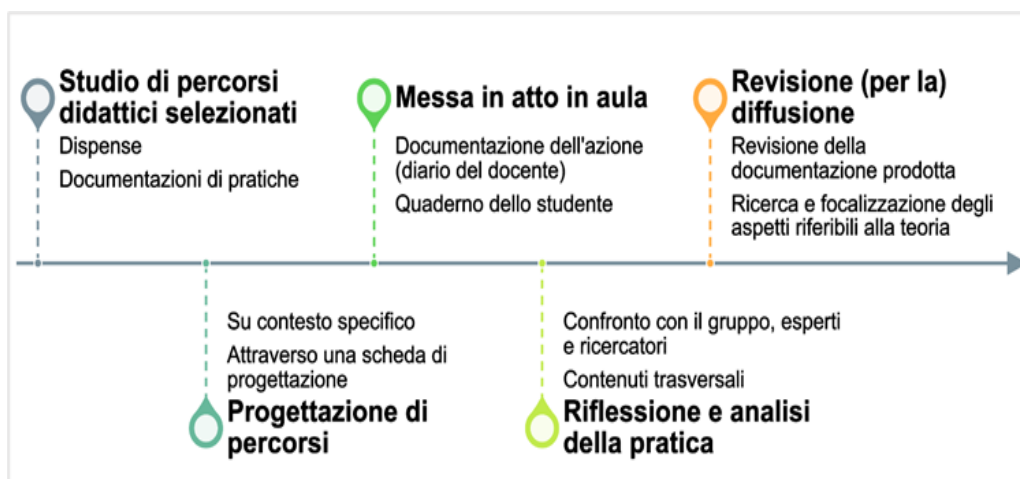 Studio di percorsi
didattici selezionati
Dispense
Documentazioni di pratiche
Messa in atto in aula
Documentazione dell'azione
(diario del docente)
Quaderno dello studente
Revisione (per la)
diffusione
Revisione della
documentazione prodotta
Ricerca e focalizzazione degli
aspetti riferibili alla teoria
Su contesto specifico
Attraverso una scheda di
progettazione
Progettazione di
percorsi
Confronto con il gruppo, esperti
e ricercatori
Contenuti trasversali
Riflessione e analisi
della pratica